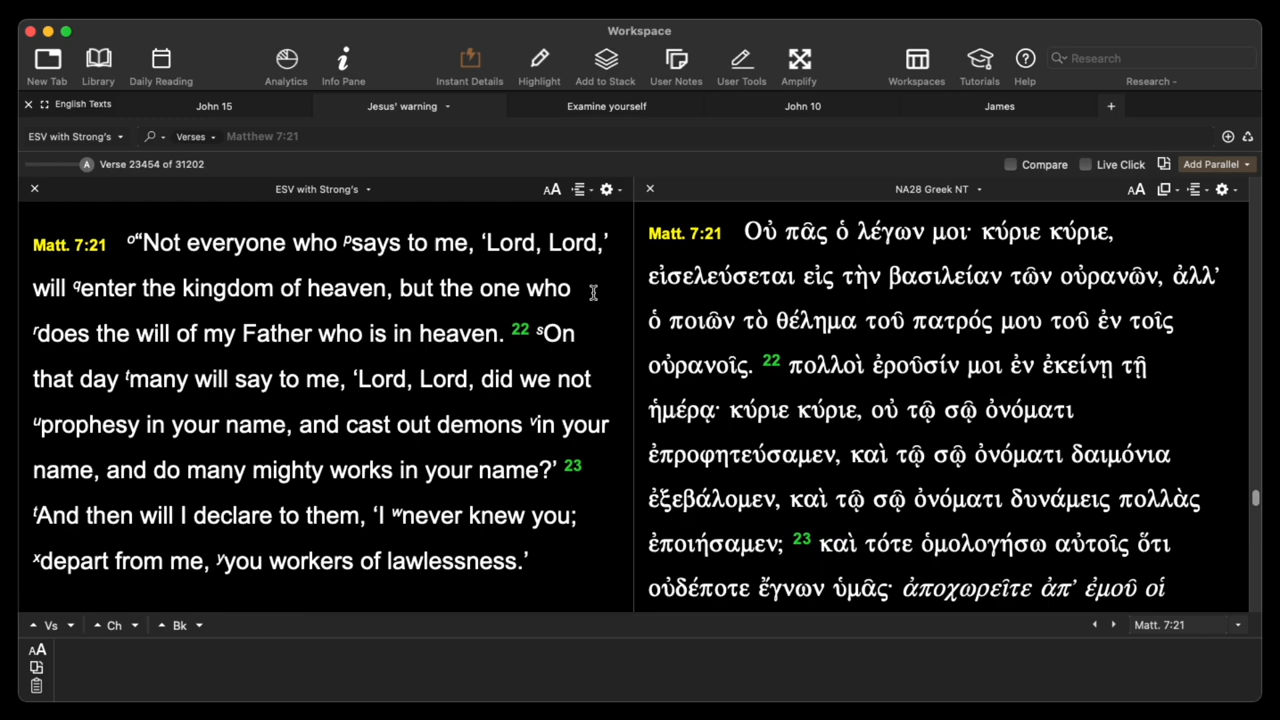 Workspace
New Tab Library Daily Reading Analytics Info Pane Instant Details Highlight Add to Stack User Notes User Tools Amplify Workspaces Tutorials Help Research
Research
English Texts John 15 Jesus' warning Examine yourself John 10 James +
ESV with Strong's Verses Matthew 7:21
A Verse 23454 of 31202 Compare Live Click Add Parallel
ESV with Strong's AA
Matt. 7:21 o“Not everyone who psays to me, ‘Lord, Lord,’
will qenter the kingdom of heaven, but the one who
rdoes the will of my Father who is in heaven. 22 sOn
that day tmany will say to me, ‘Lord, Lord, did we not
uprophesy in your name, and cast out demons vin your
name, and do many mighty works in your name?’ 23
tAnd then will I declare to them, ‘I wnever knew you;
xdepart from me, yyou workers of lawlessness.’
NA28 Greek NT AA
Matt. 7:21 Οὐ πᾶς ὁ λέγων μοι· κύριε κύριε,
εἰσελεύσεται εἰς τὴν βασιλείαν τῶν οὐρανῶν, ἀλλ’
ὁ ποιῶν τὸ θέλημα τοῦ πατρός μου τοῦ ἐν τοῖς
οὐρανοῖς. 22 πολλοὶ ἐροῦσίν μοι ἐν ἐκείνῃ τῇ
ἡμέρᾳ· κύριε κύριε, οὐ τῷ σῷ ὀνόματι
ἐπροφητεύσαμεν, καὶ τῷ σῷ ὀνόματι δαιμόνια
ἐξεβάλομεν, καὶ τῷ σῷ ὀνόματι δυνάμεις πολλὰς
ἐποιήσαμεν; 23 καὶ τότε ὁμολογήσω αὐτοῖς ὅτι
οὐδέποτε ἔγνων ὑμᾶς· ἀποχωρεῖτε ἀπ’ ἐμοῦ οἱ
Vs Ch Bk Matt. 7:21
AA